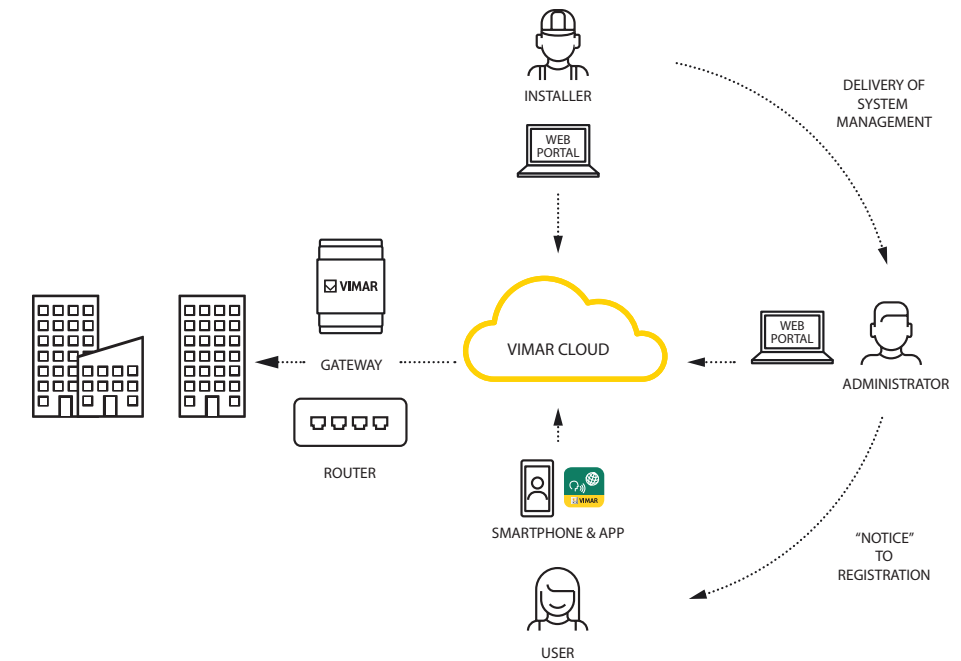 INSTALLER
WEB
PORTAL
DELIVERY OF
SYSTEM
MANAGEMENT
VIMAR
GATEWAY
ROUTER
VIMAR CLOUD
WEB
PORTAL
ADMINISTRATOR
VIMAR
SMARTPHONE & APP
USER
“NOTICE”
TO
REGISTRATION